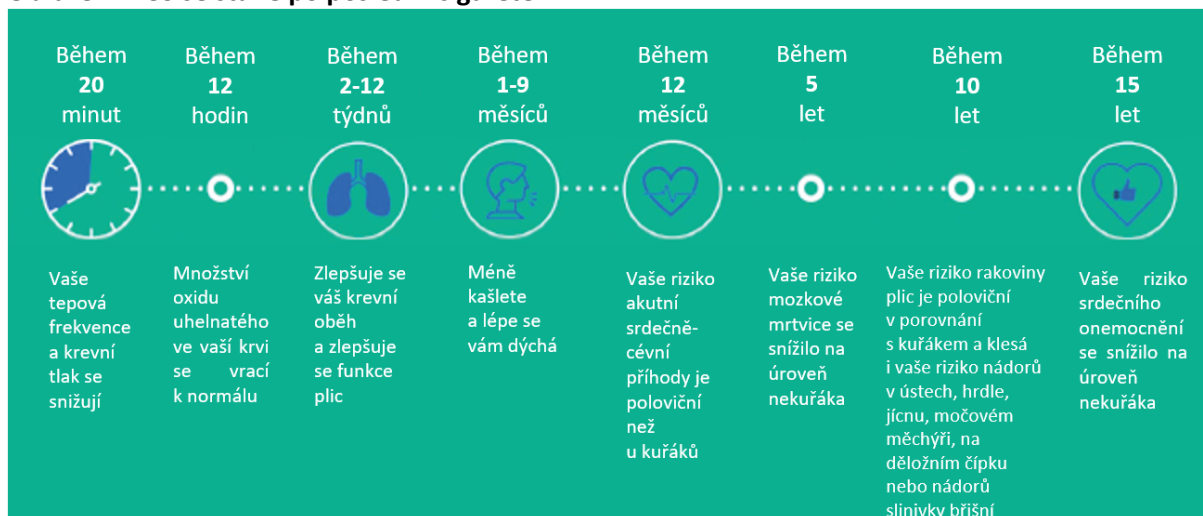 Během
20
minut
Během
12
hodin
Během
2-12
týdnů
Během
1-9
měsíců
Během
12
měsíců
Během
5
let
Během
10
let
Během
15
let
Vaše
tepová
frekvence
a krevní
tlak se
snižují
Množství
oxidu
uhelnatého
ve vaší krvi
se vrací
k normálu
Zlepšuje se
váš krevní
oběh
a zlepšuje
se funkce
plic
Méně
kašlete
a lépe se
vám dýchá
Vaše riziko
akutní
srdečně-
cévní
příhody je
poloviční
než
u kuřáků
Vaše riziko
mozkové
mrtvice se
snížilo na
úroveň
nekuřáka
Vaše riziko rakoviny
plic je poloviční
v porovnání
s kuřákem a klesá
i vaše riziko nádorů
v ústech, hrdle,
jícnu, močovém
měchýři, na
děložním čípku
nebo nádorů
slinivky břišní
Vaše riziko
srdečního
onemocnění
se snížilo na
úroveň
nekuřáka